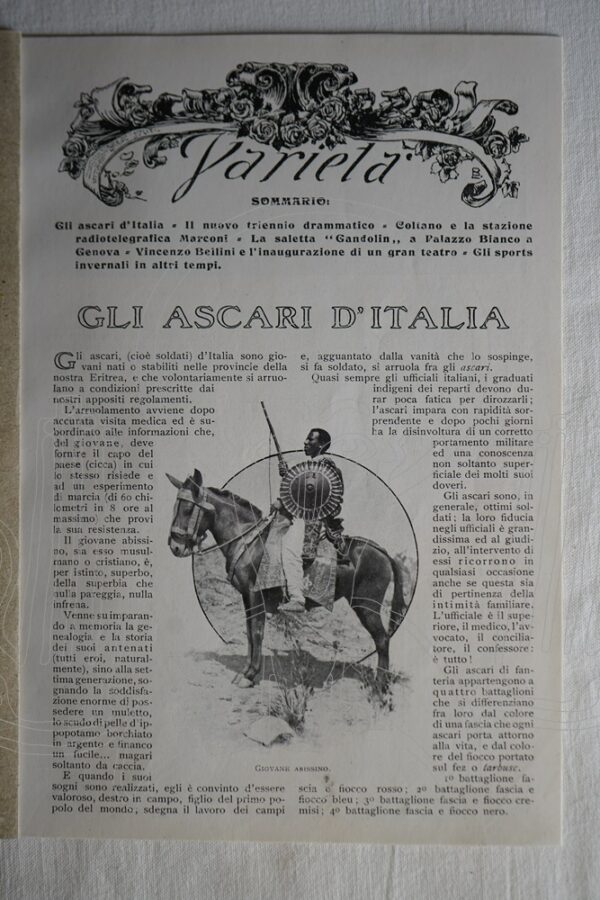 Varietà
SOMMARIO:
Gli ascari d'Italia - Il nuovo triennio drammatico - Coltano e la stazione
radiotelegrafica Marconi - La saletta "Gandolin,, a Palazzo Bianco a
Genova - Vincenzo Bellini e l'inaugurazione di un gran teatro - Gli sports
invernali in altri tempi.
GLI ASCARI D'ITALIA
Gli ascari, (cioè soldati) d'Italia sono gio-
vani nati o stabiliti nelle provincie della
nostra Eritrea, e che volontariamente si arruo-
lano a condizioni prescritte dai
nostri appositi regolamenti.
L'arruolamento avviene dopo
accurata visita medica ed è su-
bordinato alle informazioni che,
del giovane, deve
fornire il capo del
paese (cicca) in cui
lo stesso risiede e
ad un esperimento
di marcia (di 60 chi-
lometri in 8 ore al
massimo) che provi
la sua resistenza.
Il giovane abissi-
no, sia esso musul-
mano o cristiano, è,
per istinto, superbo,
della superbia che
nulla pareggia, nulla
infrena.
Venne su imparan-
do a memoria la ge-
nealogia e la storia
dei suoi antenati
(tutti eroi, natural-
mente), sino alla set-
tima generazione, so-
gnando la soddisfa-
zione enorme di pos-
sedere un muletto,
lo scudo di pelle d'ip-
popotamo borchiato
in argento e financo
un fucile... magari
soltanto da caccia.
E quando i suoi
sogni sono realizzati, egli è convinto d'essere
valoroso, destro in campo, figlio del primo po-
polo del mondo; sdegna il lavoro dei campi
e, agguantato dalla vanità che lo sospinge,
si fa soldato, si arruola fra gli ascari.
Quasi sempre gli ufficiali italiani, i graduati
indigeni dei reparti devono du-
rar poca fatica per dirozzarli;
l'ascari impara con rapidità sor-
prendente e dopo pochi giorni
ha la disinvoltura di un corretto
portamento militare
ed una conoscenza
non soltanto super-
ficiale dei molti suoi
doveri.
Gli ascari sono, in
generale, ottimi sol-
dati; la loro fiducia
negli ufficiali è gran-
dissima ed al giudi-
zio, all'intervento di
essi ricorrono in
qualsiasi occasione
anche se questa sia
di pertinenza della
intimità familiare.
L'ufficiale è il supe-
riore, il medico, l'av-
vocato, il concilia-
tore, il confessore:
è tutto!
Gli ascari di fan-
teria appartengono a
quattro battaglioni
che si differenziano
fra loro dal colore
di una fascia che ogni
ascari porta attorno
alla vita, e dal colo-
re del fiocco portato
sul fez o tarbusc.
1º battaglione fa-
scia e fiocco rosso; 2º battaglione fascia e
fiocco bleu; 3º battaglione fascia e fiocco cre-
misi; 4º battaglione fascia e fiocco nero.
GIOVANE ABISSINO.